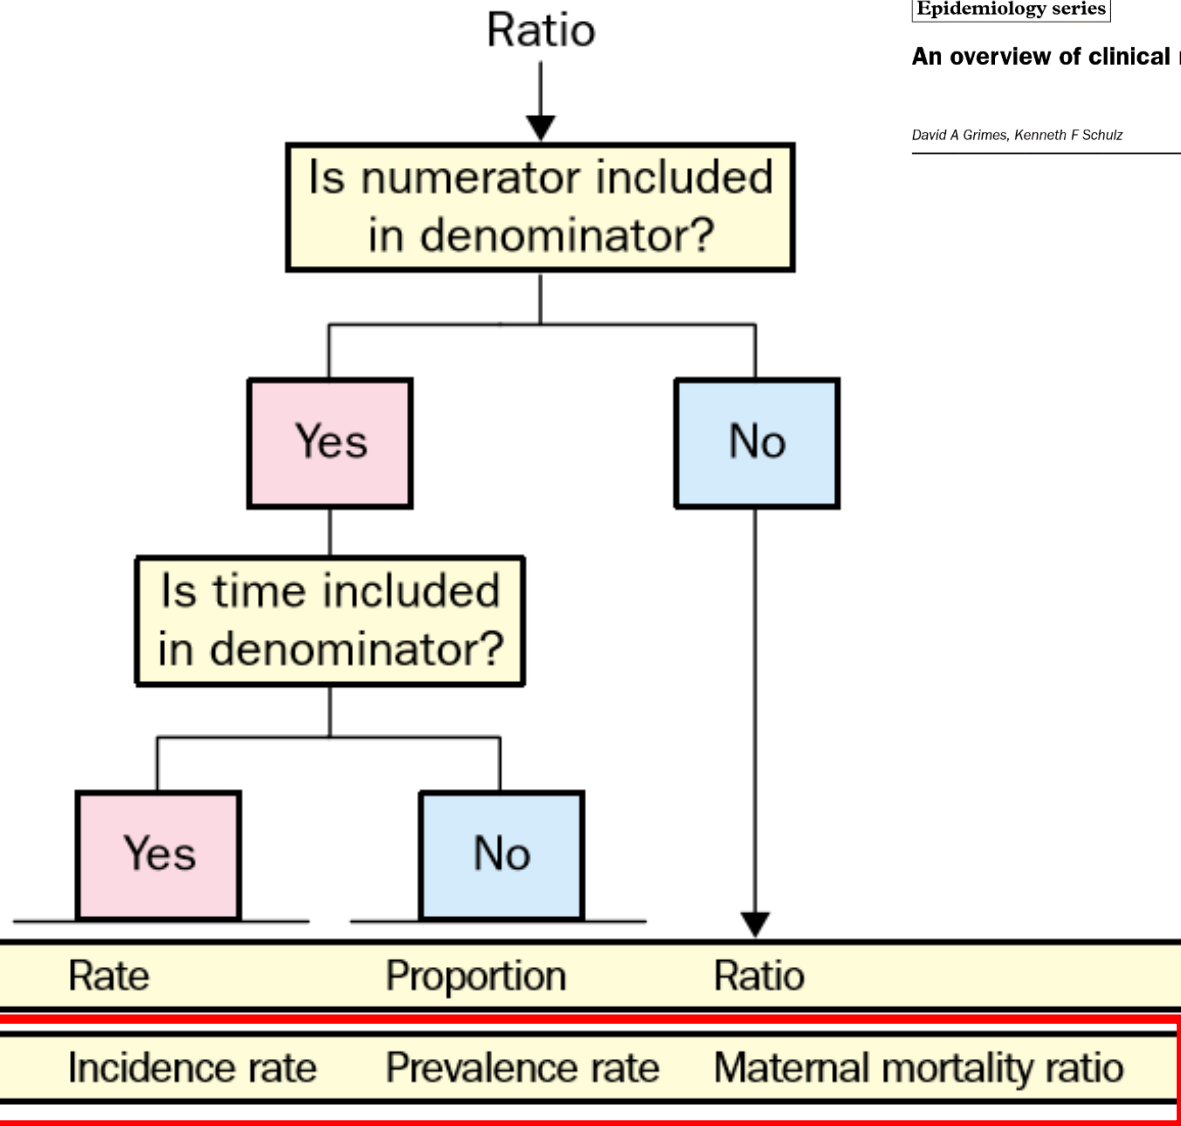 Ratio
Epidemiology series
An overview of clinical
David A Grimes, Kenneth F Schulz
Is numerator included
in denominator?
Yes
No
Is time included
in denominator?
Yes
No
Rate Proportion Ratio
Incidence rate Prevalence rate Maternal mortality ratio